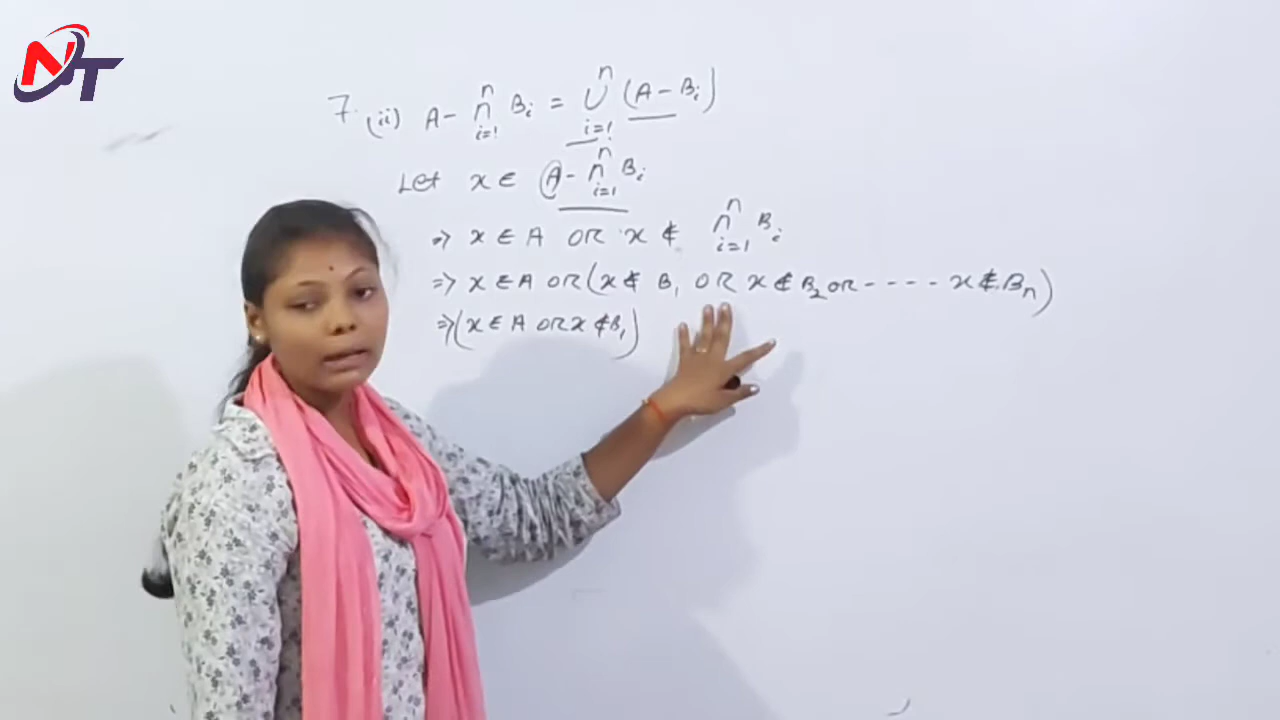 NT
7. (ii) A - ⋂ⁿᵢ₌₁ Bᵢ = ⋃ⁿᵢ₌₁ (A - Bᵢ)
Let x ∈ A - ⋂ⁿᵢ₌₁ Bᵢ
⇒ x ∈ A OR x ∉ ⋂ⁿᵢ₌₁ Bᵢ
⇒ x ∈ A OR (x ∉ B₁ OR x ∉ B₂ OR - - - - x ∉ Bₙ)
⇒ (x ∈ A OR x ∉ B₁)